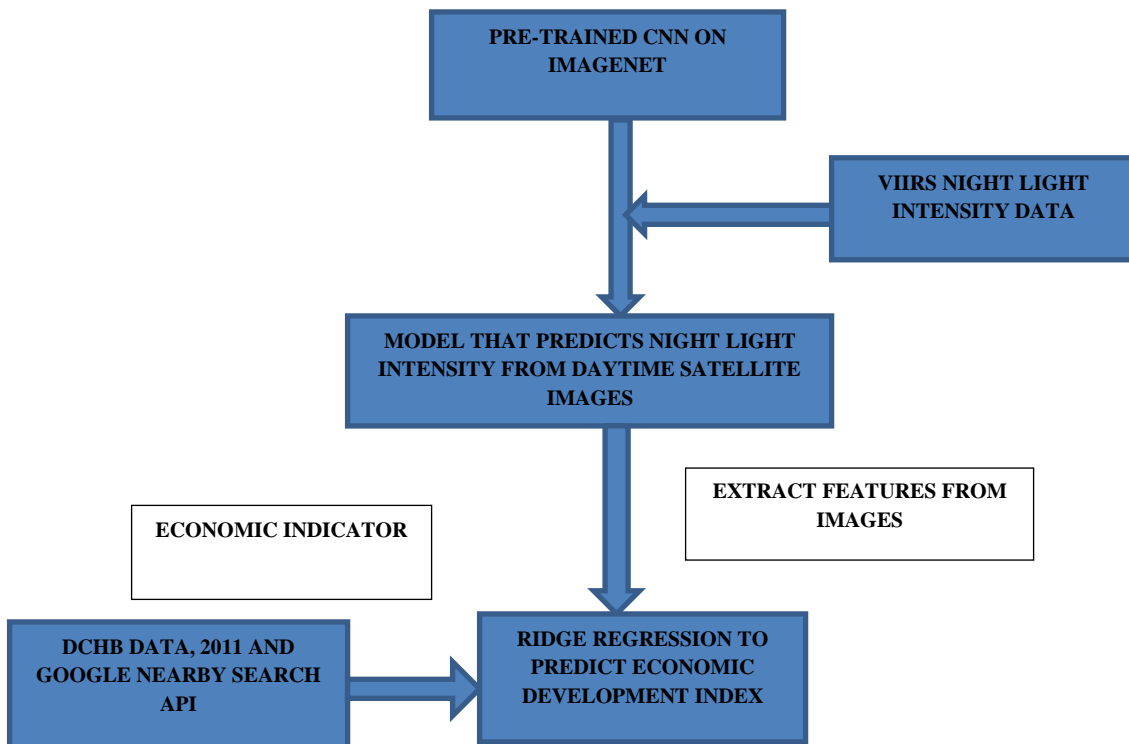 PRE-TRAINED CNN ON
IMAGENET
VIIRS NIGHT LIGHT
INTENSITY DATA
MODEL THAT PREDICTS NIGHT LIGHT
INTENSITY FROM DAYTIME SATELLITE
IMAGES
EXTRACT FEATURES FROM
IMAGES
ECONOMIC INDICATOR
DCHB DATA, 2011 AND
GOOGLE NEARBY SEARCH
API
RIDGE REGRESSION TO
PREDICT ECONOMIC
DEVELOPMENT INDEX